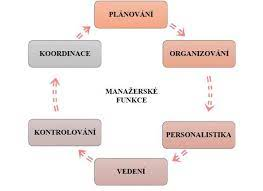 PLÁNOVÁNÍ
KOORDINACE
ORGANIZOVÁNÍ
MANAŽERSKÉ
FUNKCE
KONTROLOVÁNÍ
PERSONALISTIKA
VEDENÍ